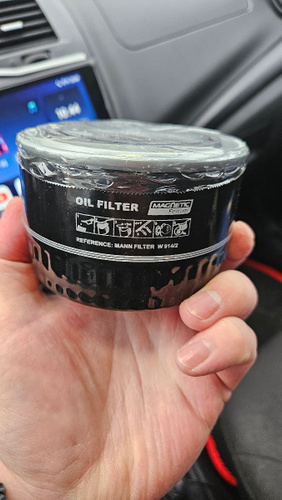 OIL FILTER
MAGNETIC
REFERENCE: MANN FILTER W 914/2